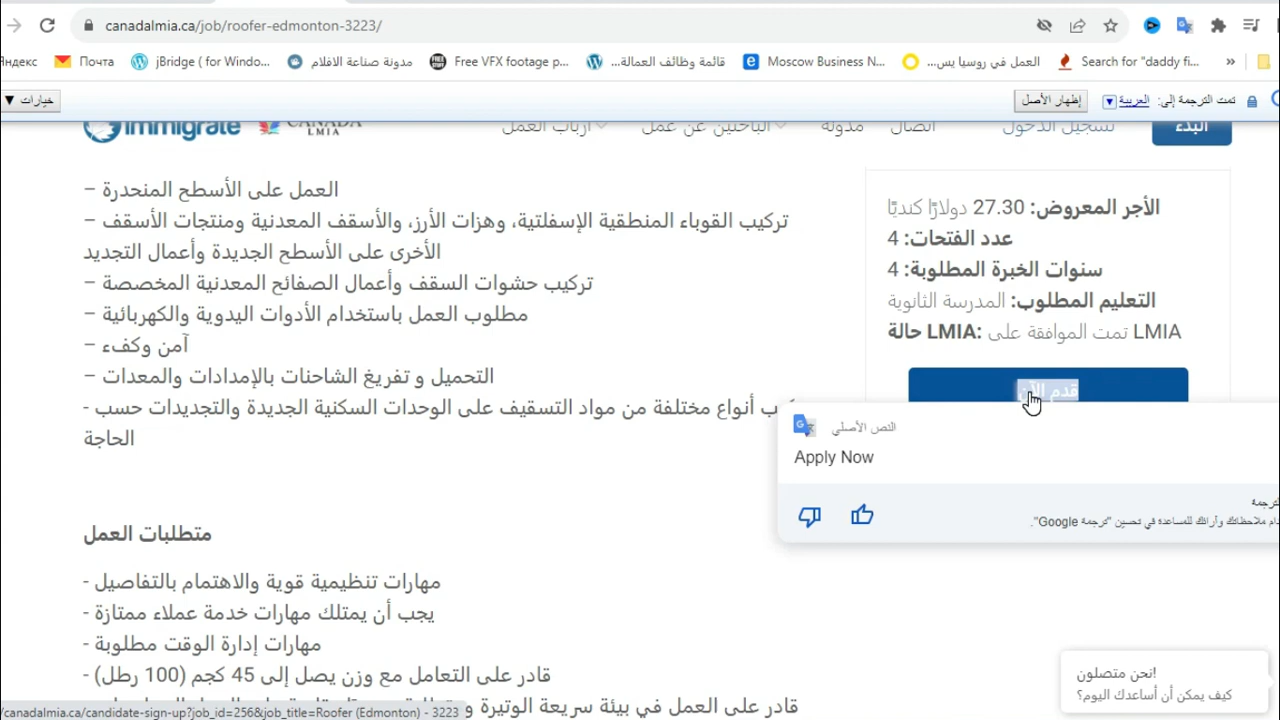 canadalmia.ca/job/roofer-edmonton-3223/
Яндекс
Почта
jBridge ( for Windo...
مدونة صناعة الافلام
Free VFX footage p...
قائمة وظائف العمالة...
Moscow Business N...
العمل في روسيا يس...
Search for "daddy fi...
»
تمت الترجمة إلى: العربية
إظهار الأصل
خيارات ▼
immigrate
CANADA
LMIA
البدء
تسجيل الدخول
اتصال
مدونة
الباحثين عن عمل
أرباب العمل
العمل على الأسطح المنحدرة –
تركيب القوباء المنطقية الإسفلتية، وهزات الأرز، والأسقف المعدنية ومنتجات الأسقف –
الأخرى على الأسطح الجديدة وأعمال التجديد
تركيب حشوات السقف وأعمال الصفائح المعدنية المخصصة –
مطلوب العمل باستخدام الأدوات اليدوية والكهربائية –
آمن وكفء –
التحميل و تفريغ الشاحنات بالإمدادات والمعدات –
أنواع مختلفة من مواد التسقيف على الوحدات السكنية الجديدة والتجديدات حسب -
الحاجة
متطلبات العمل
مهارات تنظيمية قوية والاهتمام بالتفاصيل -
يجب أن يمتلك مهارات خدمة عملاء ممتازة -
مهارات إدارة الوقت مطلوبة -
قادر على التعامل مع وزن يصل إلى 45 كجم (100 رطل) -
قادر على العمل في بيئة سريعة الوتيرة
الأجر المعروض: 27.30 دولارًا كنديًا
عدد الفتحات: 4
سنوات الخبرة المطلوبة: 4
التعليم المطلوب: المدرسة الثانوية
LMIA تمت الموافقة على :LMIA حالة
قدم الآن
النص الأصلي
Apply Now
ملاحظاتك وآرائك للمساعدة في تحسين "ترجمة Google".
نحن متصلون!
كيف يمكن أن أساعدك اليوم؟
/canadalmia.ca/candidate-sign-up?job_id=256&job_title=Roofer (Edmonton) - 3223